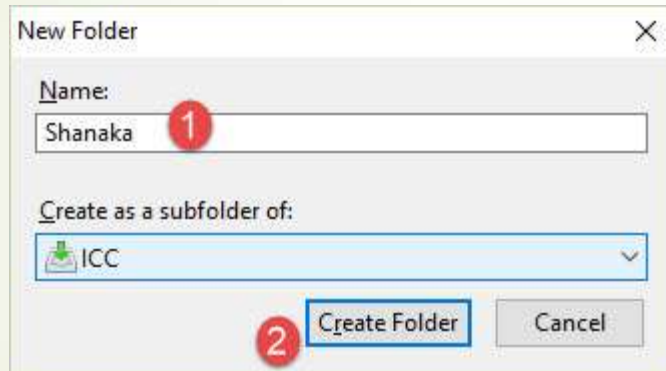 New Folder
Name:
Shanaka
1
Create as a subfolder of:
ICC
2
Create Folder
Cancel